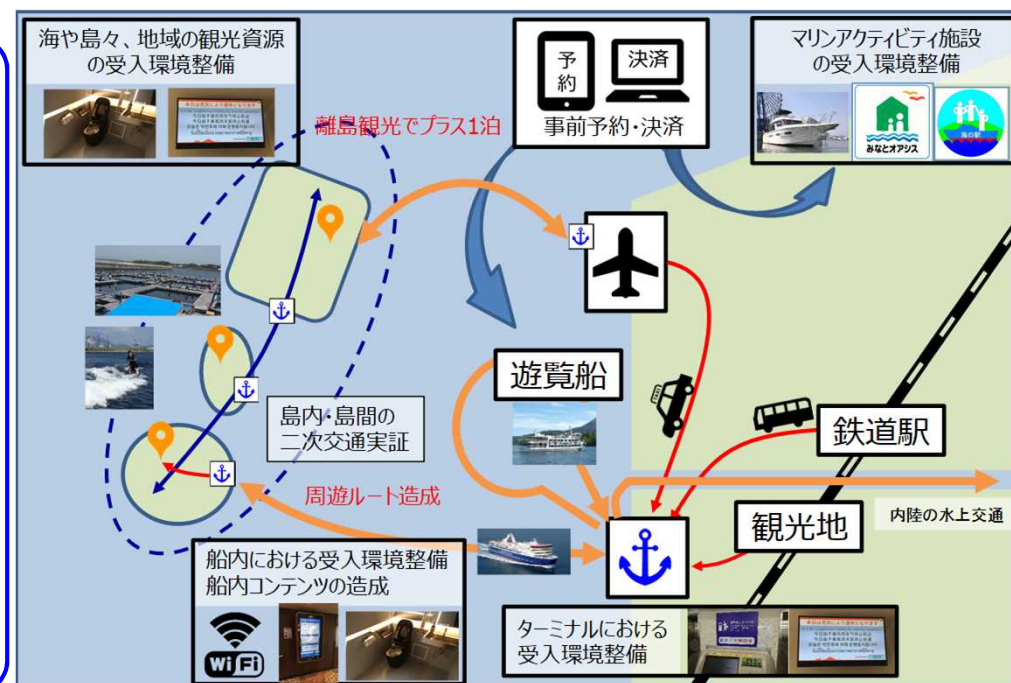 海や島々、地域の観光資源
の受入環境整備
離島観光でプラス1泊
予
約
決済
事前予約・決済
マリンアクティビティ施設
の受入環境整備
みなとオアシス
海の駅
遊覧船
島内・島間の
二次交通実証
鉄道駅
周遊ルート造成
内陸の水上交通
観光地
船内における受入環境整備
船内コンテンツの造成
WiFi
ターミナルにおける
受入環境整備